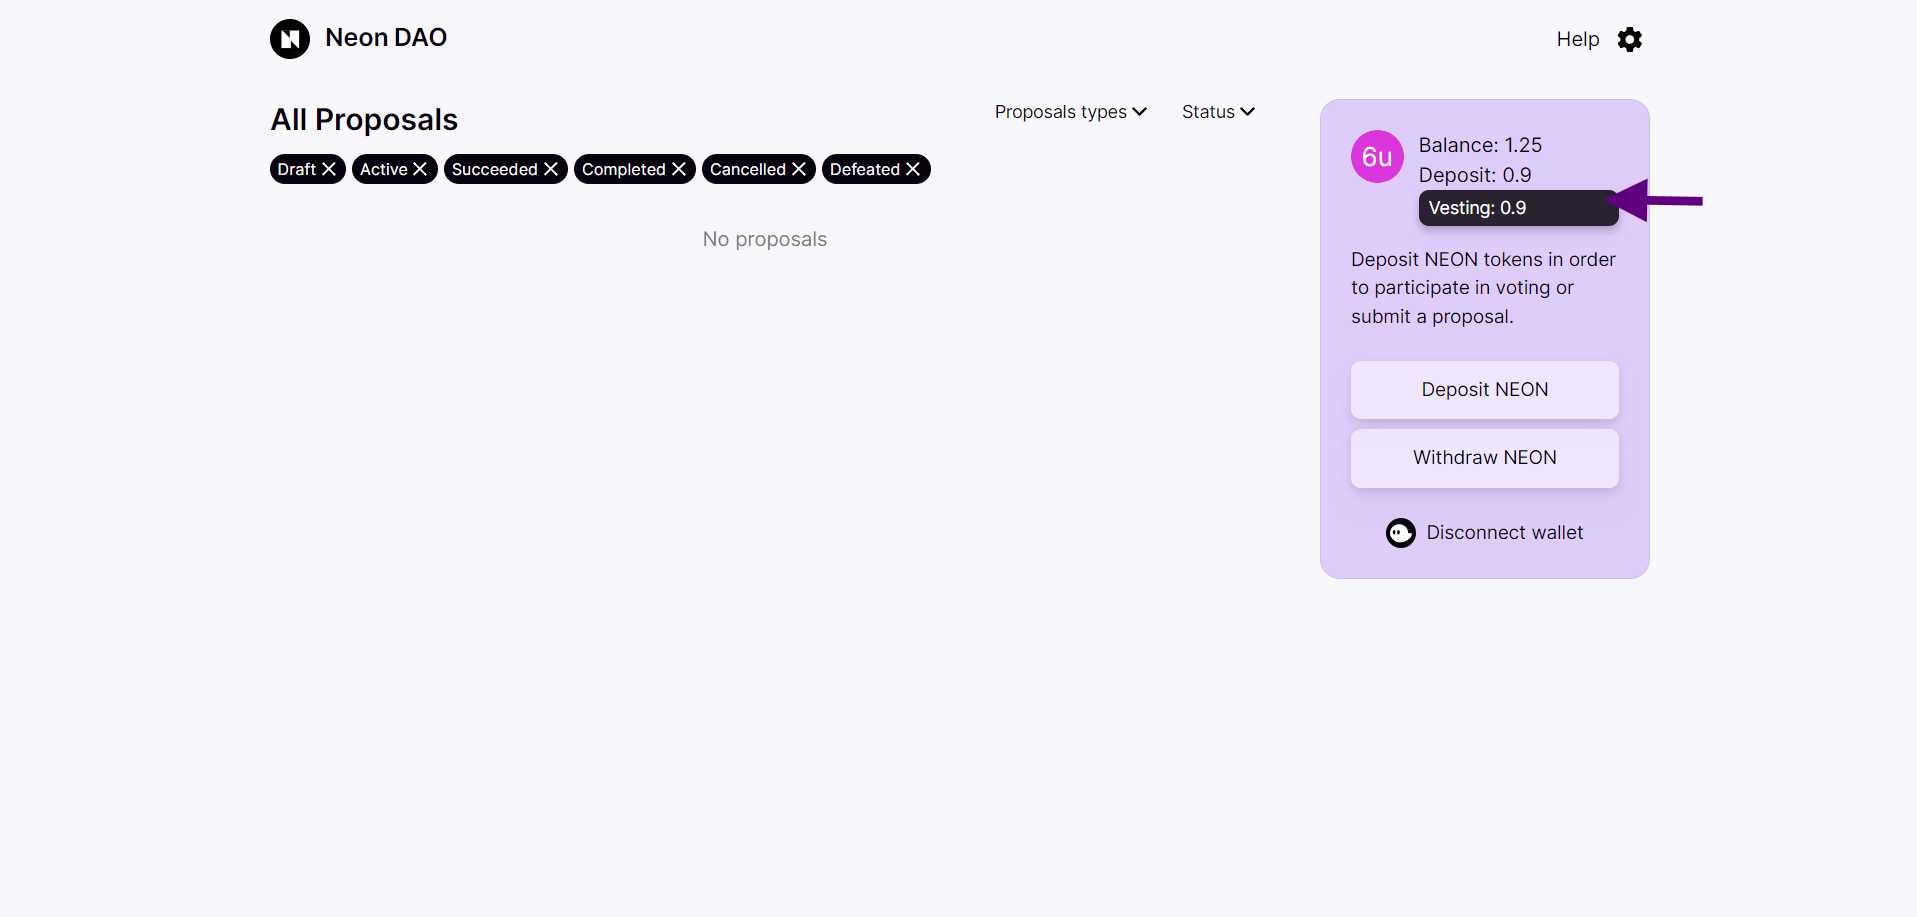 Neon DAO
Help
All Proposals
Proposals types
Status
Draft
Active
Succeeded
Completed
Cancelled
Defeated
No proposals
6u
Balance: 1.25
Deposit: 0.9
Vesting: 0.9
Deposit NEON tokens in order
to participate in voting or
submit a proposal.
Deposit NEON
Withdraw NEON
Disconnect wallet